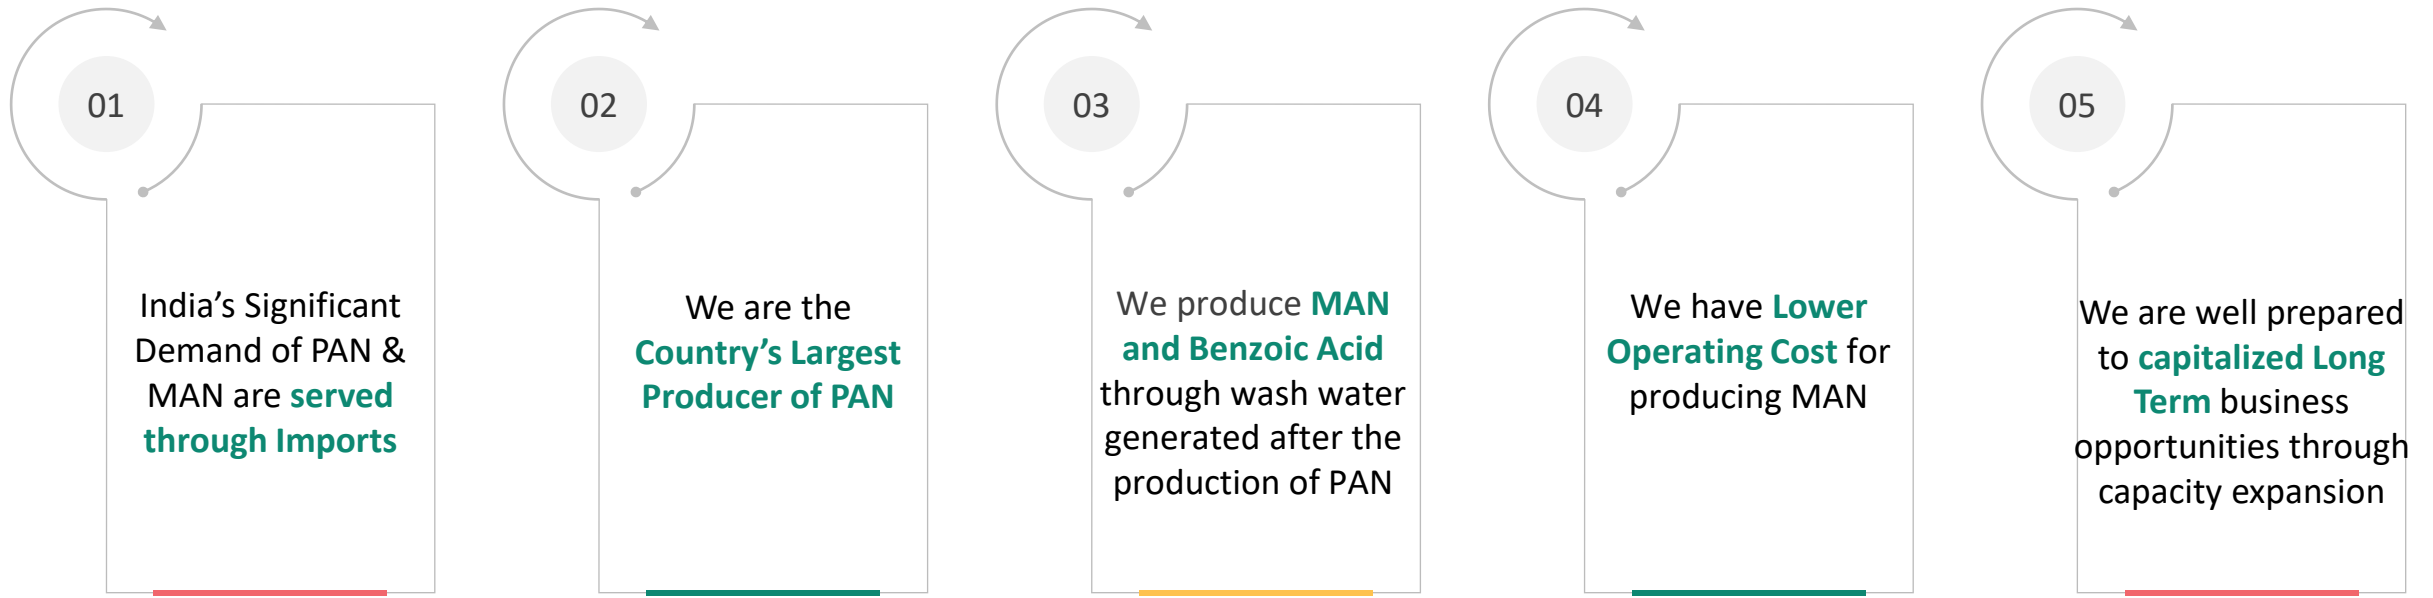 01
India’s Significant
Demand of PAN &
MAN are served
through Imports
02
We are the
Country’s Largest
Producer of PAN
03
We produce MAN
and Benzoic Acid
through wash water
generated after the
production of PAN
04
We have Lower
Operating Cost for
producing MAN
05
We are well prepared
to capitalized Long
Term business
opportunities through
capacity expansion